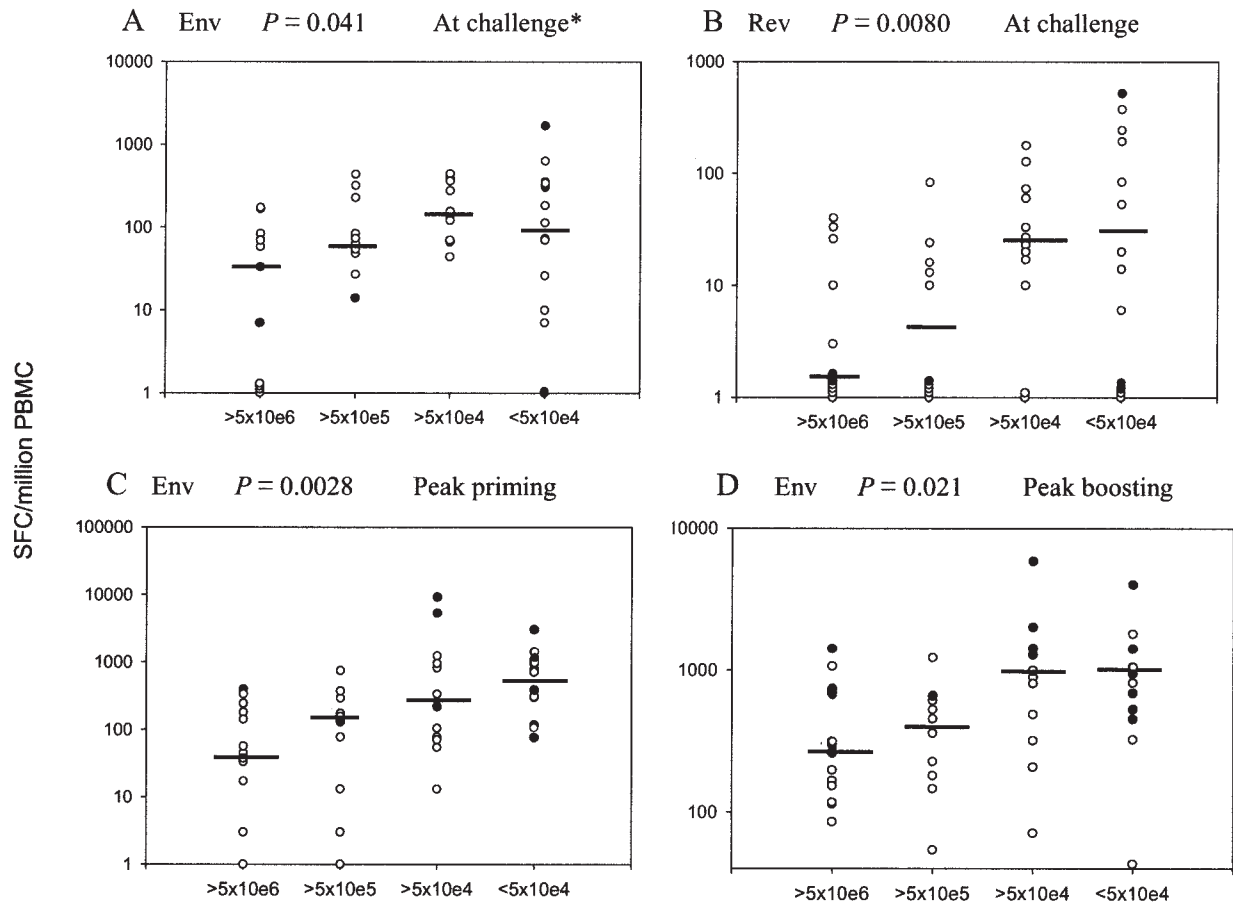 A Env P = 0.041 At challenge*
10000
1000
100
10
1
>5x10e6 >5x10e5 >5x10e4 <5x10e4
B Rev P = 0.0080 At challenge
1000
100
10
1
>5x10e6 >5x10e5 >5x10e4 <5x10e4
SFC/million PBMC
C Env P = 0.0028 Peak priming
100000
10000
1000
100
10
1
>5x10e6 >5x10e5 >5x10e4 <5x10e4
D Env P = 0.021 Peak boosting
10000
1000
100
>5x10e6 >5x10e5 >5x10e4 <5x10e4